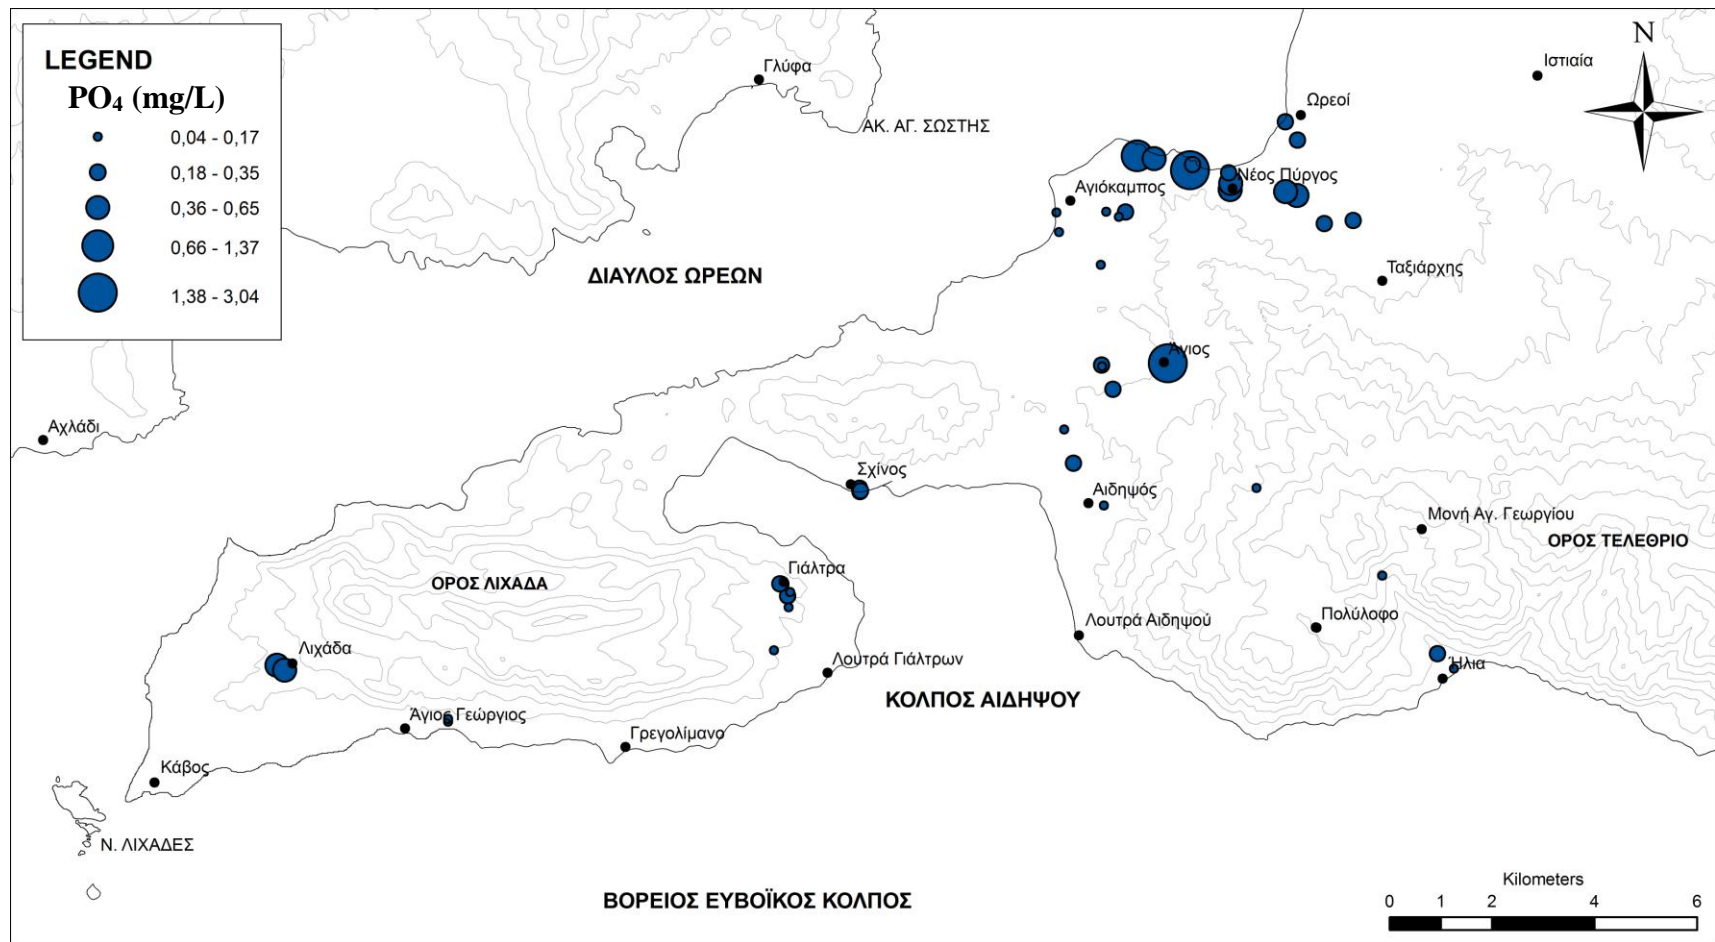 LEGEND
PO₄ (mg/L)
0,04 - 0,17
0,18 - 0,35
0,36 - 0,65
0,66 - 1,37
1,38 - 3,04
N
Γλύφα
ΑΚ. ΑΓ. ΣΩΣΤΗΣ
Ιστιαία
Ωρεοί
Νέος Πύργος
Αγιόκαμπος
ΔΙΑΥΛΟΣ ΩΡΕΩΝ
Ταξιάρχης
Άγιος
Αχλάδι
Σχίνος
Αιδηψός
Μονή Αγ. Γεωργίου
ΟΡΟΣ ΤΕΛΕΘΡΙΟ
ΟΡΟΣ ΛΙΧΑΔΑ
Γιάλτρα
Πολύλοφο
Λουτρά Αιδηψού
Λιχάδα
Λουτρά Γιάλτρων
Ήλια
ΚΟΛΠΟΣ ΑΙΔΗΨΟΥ
Άγιος Γεώργιος
Γρεγολίμανο
Κάβος
Ν. ΛΙΧΑΔΕΣ
ΒΟΡΕΙΟΣ ΕΥΒΟΪΚΟΣ ΚΟΛΠΟΣ
Kilometers
0 1 2 4 6